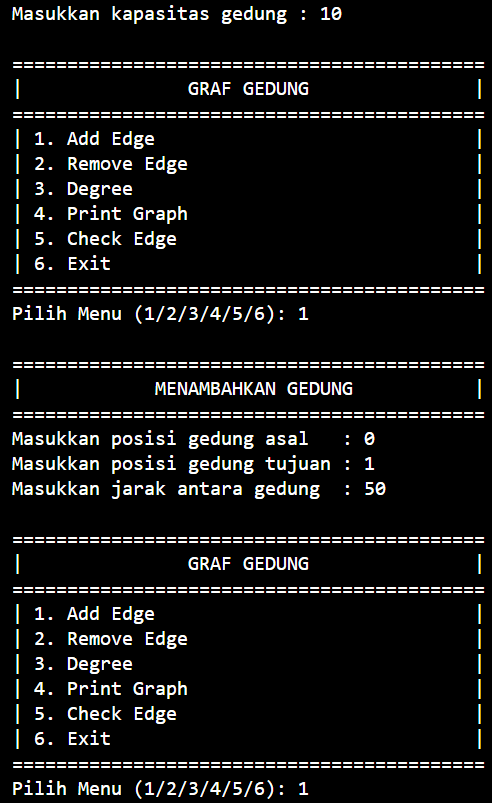 Masukkan kapasitas gedung : 10
===========================================
|               GRAF GEDUNG               |
===========================================
| 1. Add Edge                             |
| 2. Remove Edge                          |
| 3. Degree                               |
| 4. Print Graph                          |
| 5. Check Edge                           |
| 6. Exit                                 |
===========================================
Pilih Menu (1/2/3/4/5/6): 1
===========================================
|            MENAMBAHKAN GEDUNG           |
===========================================
Masukkan posisi gedung asal   : 0
Masukkan posisi gedung tujuan : 1
Masukkan jarak antara gedung  : 50
===========================================
|               GRAF GEDUNG               |
===========================================
| 1. Add Edge                             |
| 2. Remove Edge                          |
| 3. Degree                               |
| 4. Print Graph                          |
| 5. Check Edge                           |
| 6. Exit                                 |
===========================================
Pilih Menu (1/2/3/4/5/6): 1